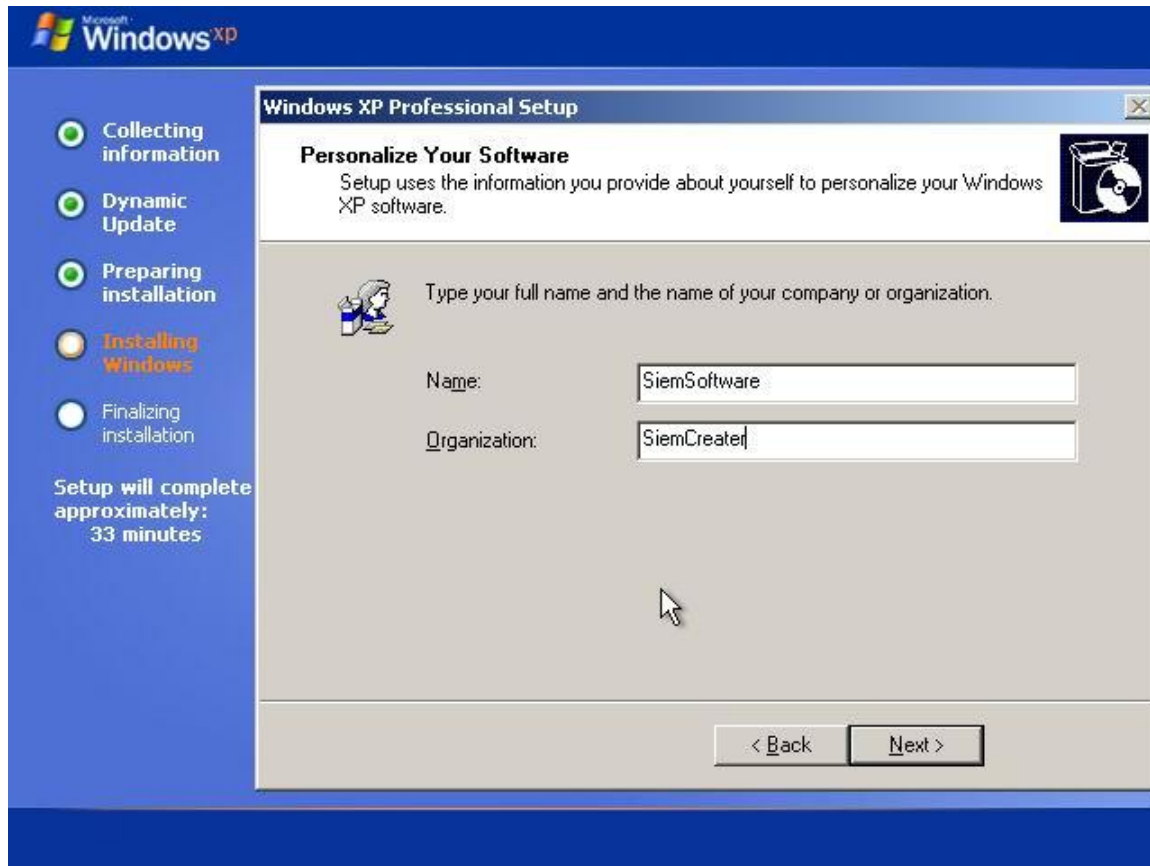 Microsoft
Windows xp
Collecting
information
Dynamic
Update
Preparing
installation
Installing
Windows
Finalizing
installation
Setup will complete
approximately:
33 minutes
Windows XP Professional Setup
Personalize Your Software
Setup uses the information you provide about yourself to personalize your Windows
XP software.
Type your full name and the name of your company or organization.
Name:
SiemSoftware
Organization:
SiemCreater
< Back
Next >